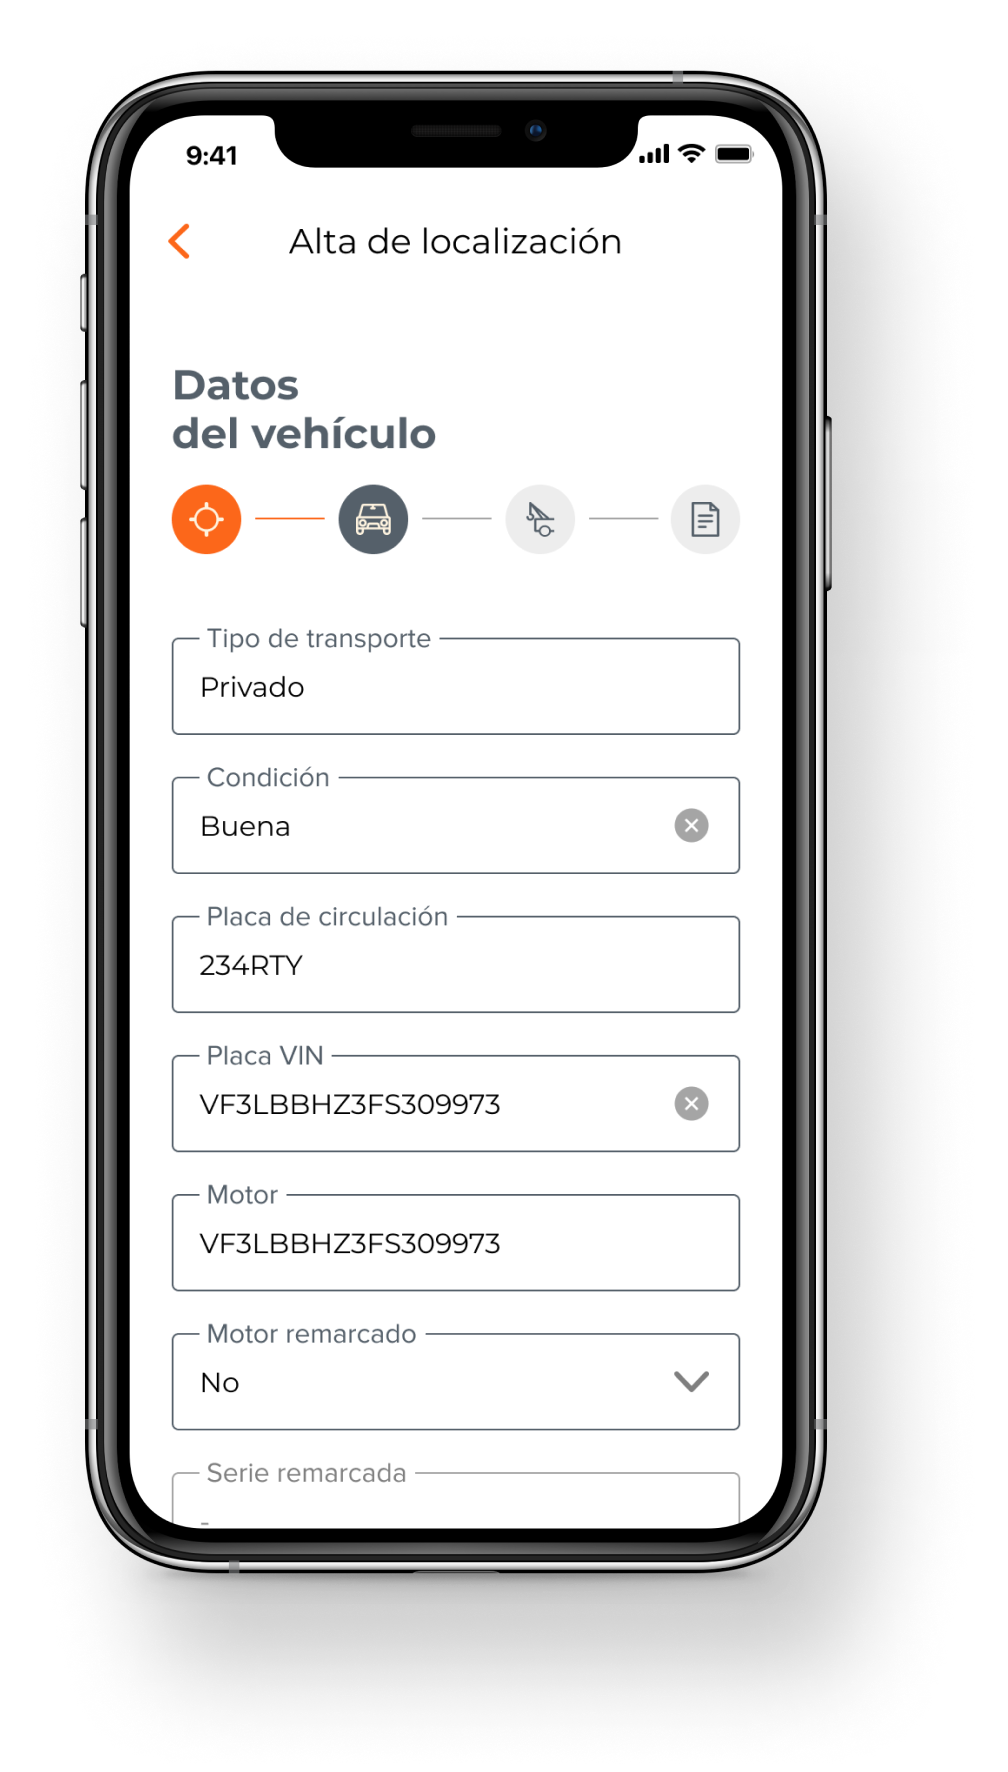 9:41
Alta de localización
Datos
del vehículo
Tipo de transporte
Privado
Condición
Buena
Placa de circulación
234RTY
Placa VIN
VF3LBBHZ3FS309973
Motor
VF3LBBHZ3FS309973
Motor remarcado
No
Serie remarcada
-